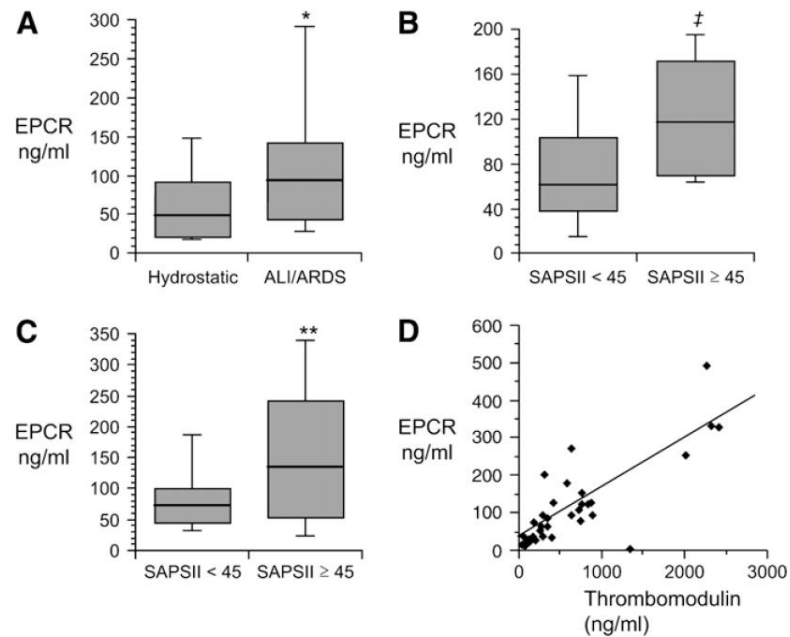 A
*
EPCR
ng/ml
300
250
200
150
100
50
0
Hydrostatic ALI/ARDS
B
‡
EPCR
ng/ml
200
160
120
80
40
0
SAPSII < 45 SAPSII ≥ 45
C
**
EPCR
ng/ml
350
300
250
200
150
100
50
0
SAPSII < 45 SAPSII ≥ 45
D
EPCR
ng/ml
600
500
400
300
200
100
0
0 1000 2000 3000
Thrombomodulin
(ng/ml)